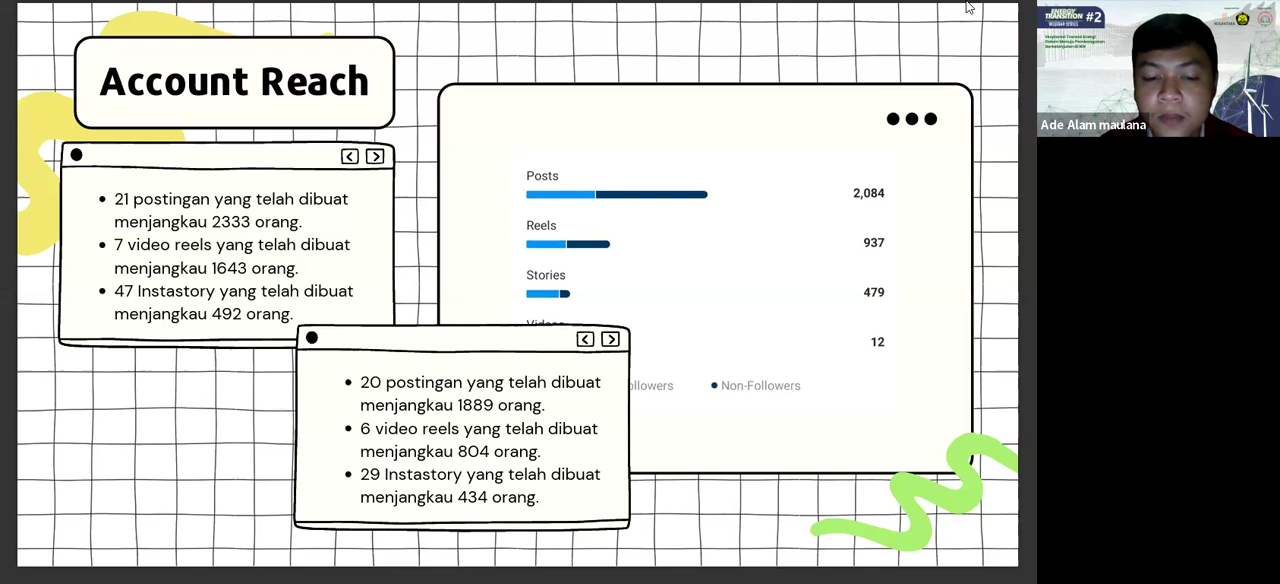 Account Reach
21 postingan yang telah dibuat
menjangkau 2333 orang.
7 video reels yang telah dibuat
menjangkau 1643 orang.
47 Instastory yang telah dibuat
menjangkau 492 orang.
20 postingan yang telah dibuat
menjangkau 1889 orang.
6 video reels yang telah dibuat
menjangkau 804 orang.
29 Instastory yang telah dibuat
menjangkau 434 orang.
Posts
2,084
Reels
937
Stories
479
12
Non-Followers
ENERGY
TRANSITION #2
WEBINAR SERIES
Ade Alam maulana